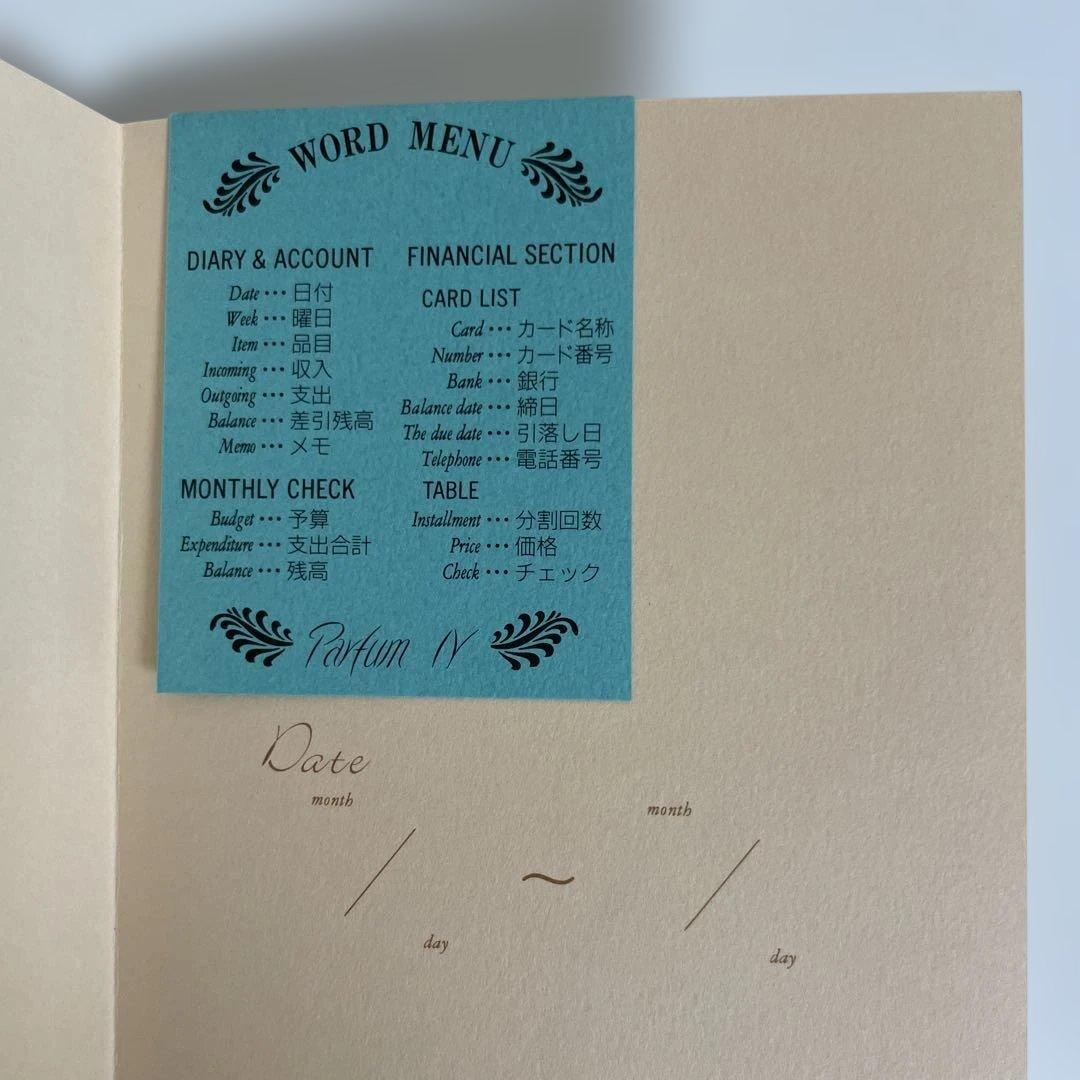 WORD MENU
DIARY & ACCOUNT
Date … 日付
Week … 曜日
Item … 品目
Incoming … 収入
Outgoing … 支出
Balance … 差引残高
Memo … メモ
MONTHLY CHECK
Budget … 予算
Expenditure … 支出合計
Balance … 残高
FINANCIAL SECTION
CARD LIST
Card … カード名称
Number … カード番号
Bank … 銀行
Balance date … 締日
The due date … 引落し日
Telephone … 電話番号
TABLE
Installment … 分割回数
Price … 価格
Check … チェック
Parfum IV
Date
month / day ~ month / day